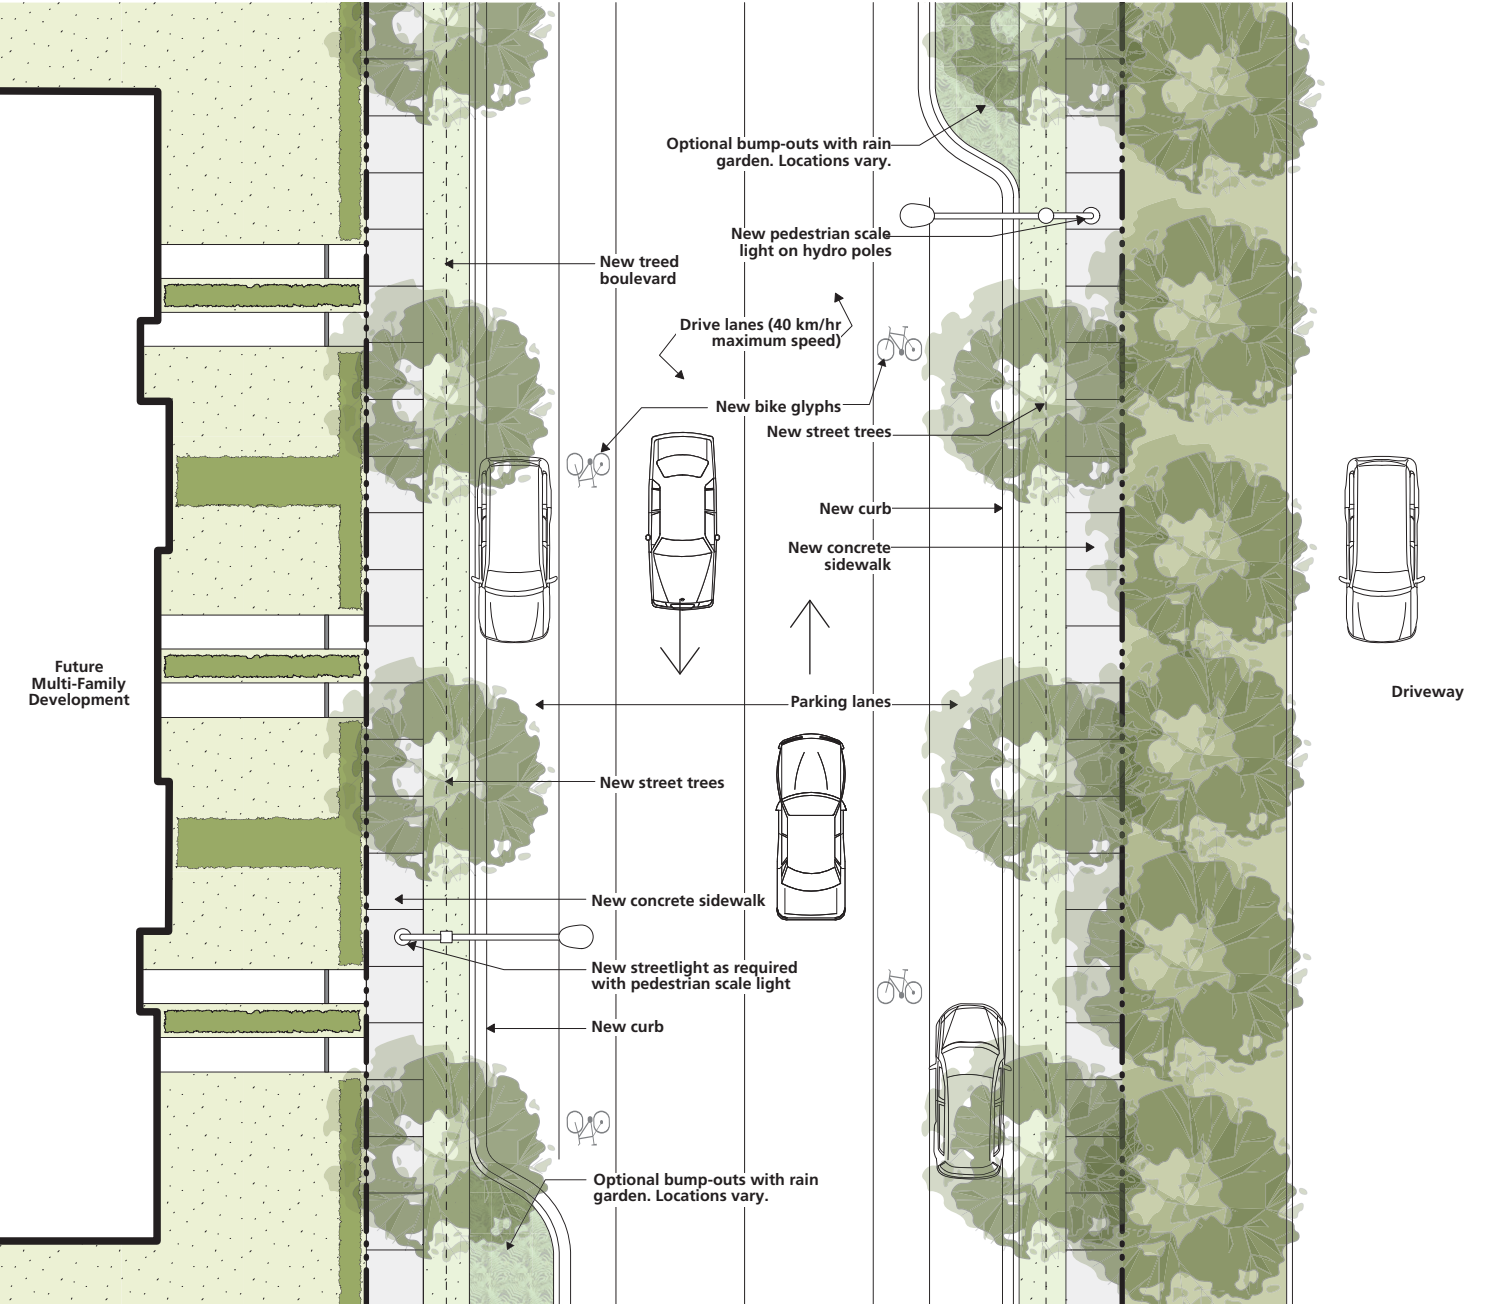 Optional bump-outs with rain
garden. Locations vary.
New pedestrian scale
light on hydro poles
New treed
boulevard
Drive lanes (40 km/hr
maximum speed)
New bike glyphs
New street trees
New curb
New concrete
sidewalk
Future
Multi-Family
Development
Driveway
Parking lanes
New street trees
New concrete sidewalk
New streetlight as required
with pedestrian scale light
New curb
Optional bump-outs with rain
garden. Locations vary.